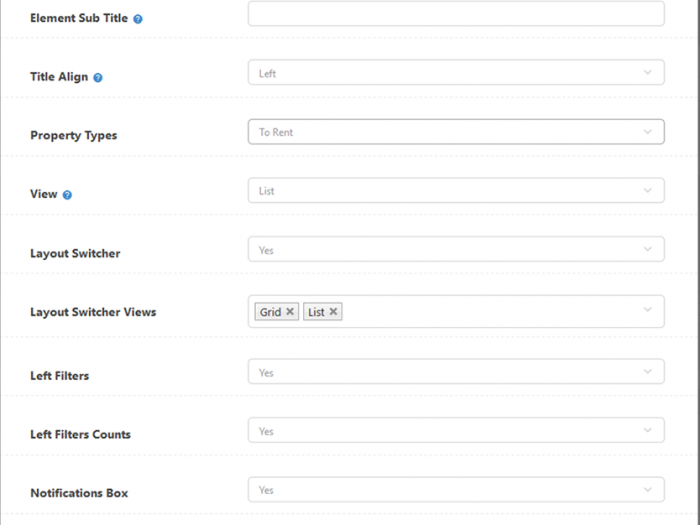 Element Sub Title ?
Title Align ? Left
Property Types To Rent
View ? List
Layout Switcher Yes
Layout Switcher Views Grid × List ×
Left Filters Yes
Left Filters Counts Yes
Notifications Box Yes